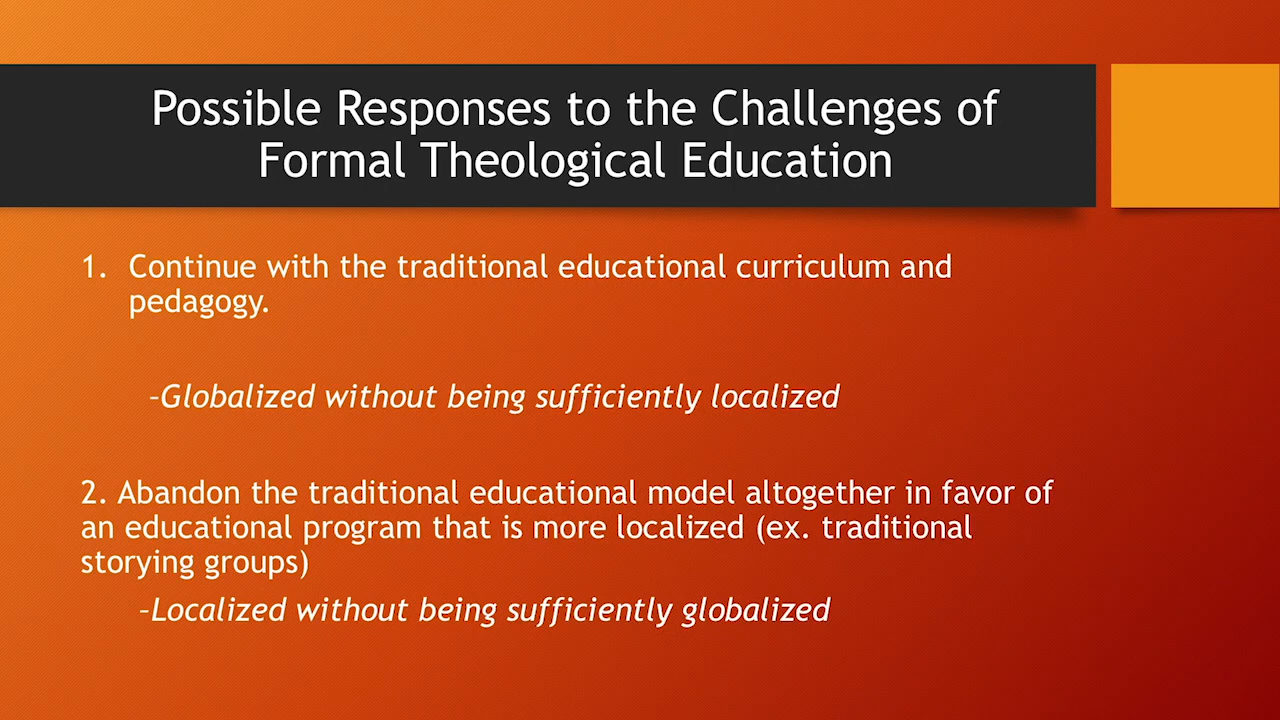 Possible Responses to the Challenges of
Formal Theological Education
1. Continue with the traditional educational curriculum and
pedagogy.
-Globalized without being sufficiently localized
2. Abandon the traditional educational model altogether in favor of
an educational program that is more localized (ex. traditional
storying groups)
-Localized without being sufficiently globalized